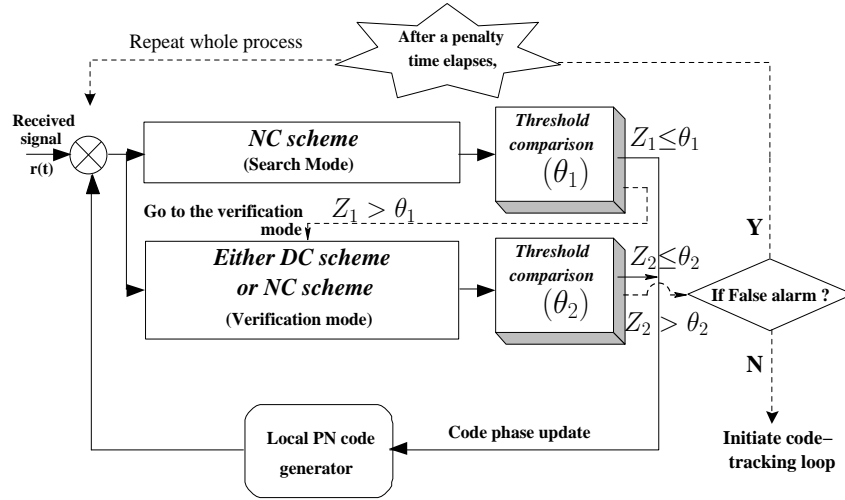 Repeat whole process
After a penalty
time elapses,
Received
signal
r(t)
NC scheme
(Search Mode)
Threshold
comparison
(θ₁)
Z₁≤θ₁
Go to the verification
mode
Z₁ > θ₁
Either DC scheme
or NC scheme
(Verification mode)
Threshold
comparison
(θ₂)
Z₂≤θ₂
Z₂ > θ₂
If False alarm ?
Y
N
Initiate code–
tracking loop
Code phase update
Local PN code
generator